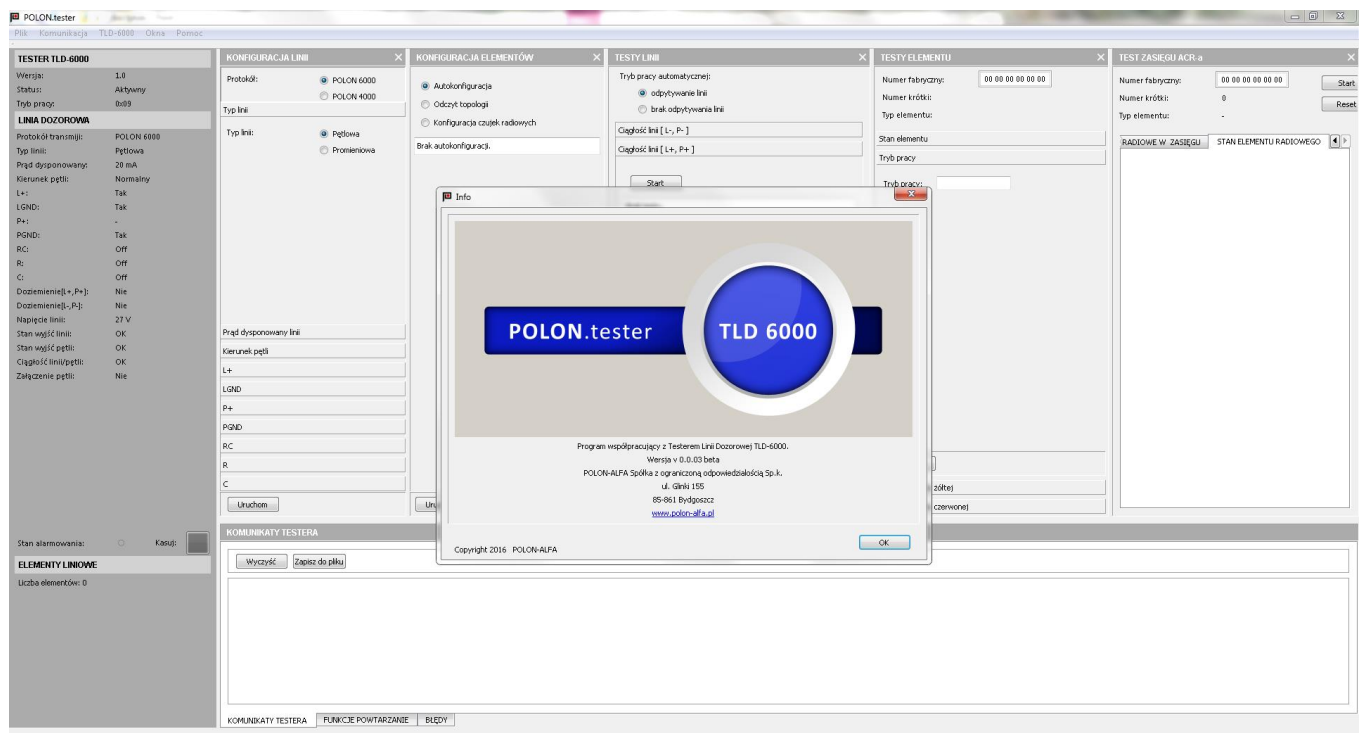 POLON.tester
Plik Komunikacja TLD-6000 Okna Pomoc
TESTER TLD-6000
Wersja: 1.0
Status: Aktywny
Tryb pracy: 0x09
LINIA DOZOROWA
Protokół transmiji: POLON 6000
Typ linii: Pętlowa
Prąd dysponowany: 20 mA
Kierunek pętli: Normalny
L+: Tak
LGND: Tak
P+: -
PGND: Tak
RC: Off
R: Off
C: Off
Doziemienie[L+,P+]: Nie
Doziemienie[L-,P-]: Nie
Napięcie linii: 27 V
Stan wyjść linii: OK
Stan wyjść pętli: OK
Ciągłość linii/pętli: OK
Załączenie pętli: Nie
Stan alarmowania: Kasuj:
ELEMENTY LINIOWE
Liczba elementów: 0
KONFIGURACJA LINII
Protokół: POLON 6000
POLON 4000
Typ linii
Typ linii: Pętlowa
Promieniowa
Prąd dysponowany linii
Kierunek pętli
L+
LGND
P+
PGND
RC
R
C
Uruchom
KONFIGURACJA ELEMENTÓW
Autokonfiguracja
Odczyt topologii
Konfiguracja czujek radiowych
Brak autokonfiguracji.
TESTY LINII
Tryb pracy automatycznej:
odpytywanie linii
brak odpytywania linii
Ciągłość linii [ L-, P- ]
Ciągłość linii [ L+, P+ ]
Start
TESTY ELEMENTU
Numer fabryczny: 00 00 00 00 00 00
Numer krótki:
Typ elementu:
Stan elementu
Tryb pracy
Tryb pracy:
żółtej
czerwonej
TEST ZASIĘGU ACR-a
Numer fabryczny: 00 00 00 00 00 00 Start
Numer krótki: 0 Reset
Typ elementu: -
RADIOWE W ZASIĘGU STAN ELEMENTU RADIOWEGO
Info
POLON.tester TLD 6000
Program współpracujący z Testerem Linii Dozorowej TLD-6000.
Wersja v 0.0.03 beta
POLON-ALFA Spółka z ograniczoną odpowiedzialością Sp.k.
ul. Glinki 155
85-861 Bydgoszcz
www.polon-alfa.pl
Copyright 2016 POLON-ALFA
OK
KOMUNIKATY TESTERA
Wyczyść Zapisz do pliku
KOMUNIKATY TESTERA FUNKCJE POWTARZANIE BŁĘDY